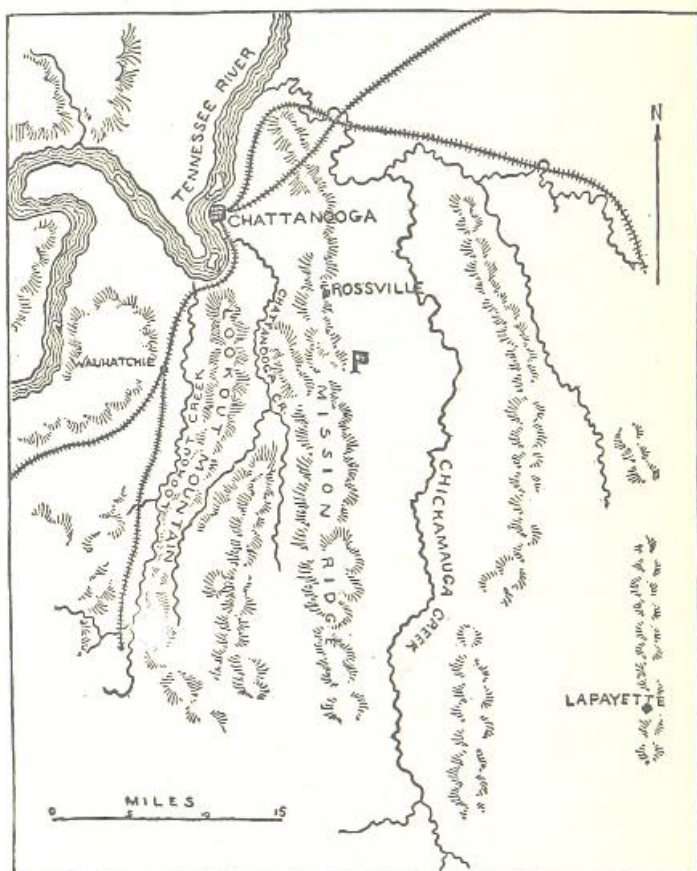 N
TENNESSEE RIVER
CHATTANOOGA
ROSSVILLE
CHATTANOOGA CR.
WAUHATCHIE
LOOKOUT CREEK
LOOKOUT MOUNTAIN
MISSION RIDGE
CHICKAMAUGA CREEK
LAPAYETTE
MILES
0 5 10 15